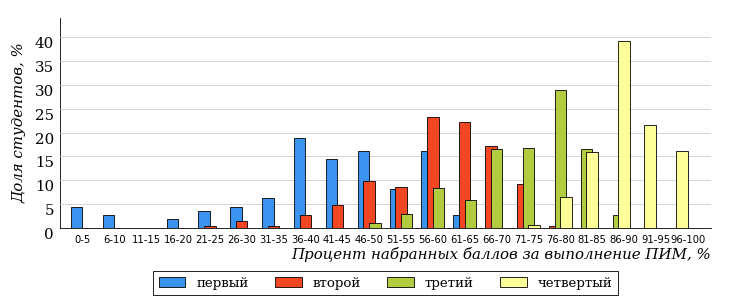 Доля студентов, %
40
35
30
25
20
15
10
5
0
0-5 6-10 11-15 16-20 21-25 26-30 31-35 36-40 41-45 46-50 51-55 56-60 61-65 66-70 71-75 76-80 81-85 86-90 91-95 96-100
Процент набранных баллов за выполнение ПИМ, %
первый второй третий четвертый